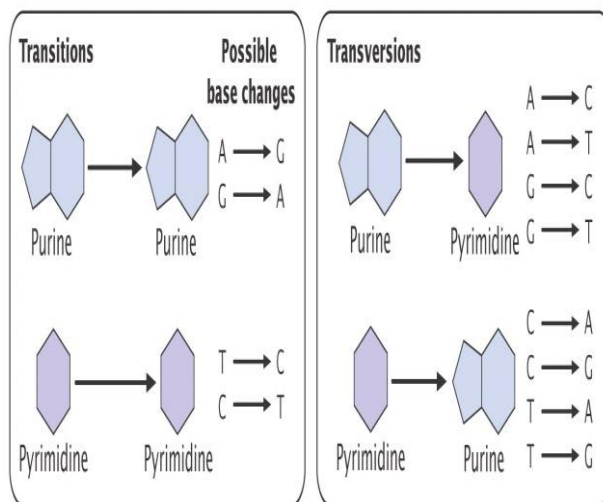 Transitions
Possible
base changes
A → G
G → A
Purine
Purine
T → C
C → T
Pyrimidine
Pyrimidine
Transversions
A → C
A → T
G → C
G → T
Purine
Pyrimidine
C → A
C → G
T → A
T → G
Pyrimidine
Purine